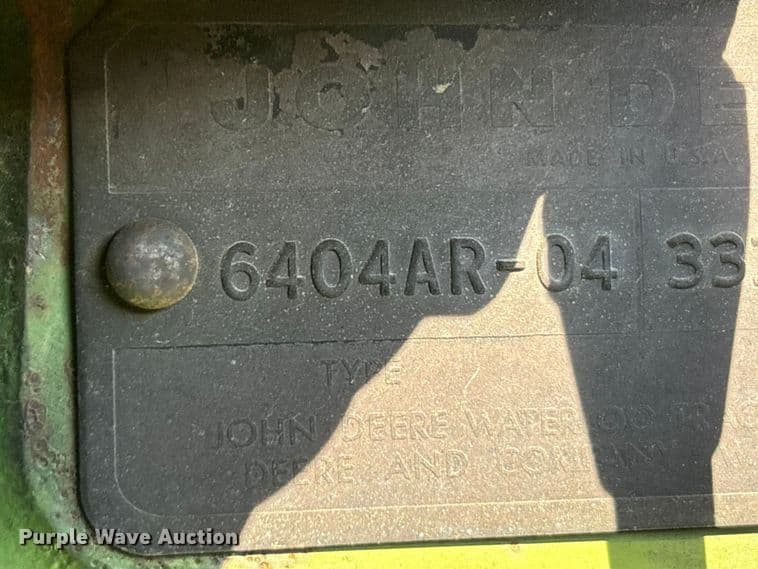 JOHN DE
MADE IN U.S.A.
6404AR-04 33
TYPE
JOHN DEERE WATERLOO TRAC
DEERE AND COMPANY W
Purple Wave Auction